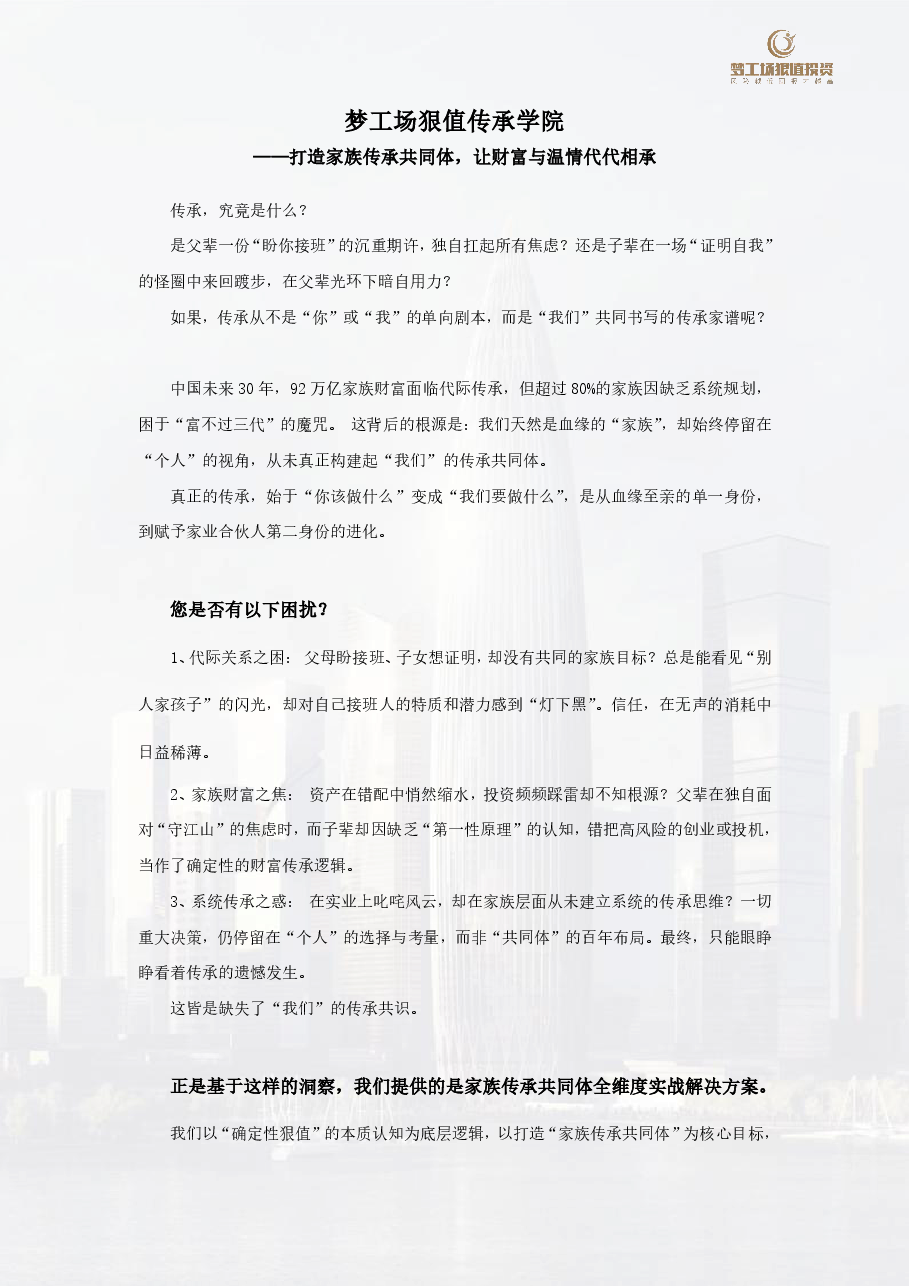 梦工场狠值投资
梦工场狠值传承学院
——打造家族传承共同体，让财富与温情代代相承
传承，究竟是什么？
是父辈一份“盼你接班”的沉重期许，独自扛起所有焦虑？还是子辈在一场“证明自我”
的怪圈中来回踱步，在父辈光环下暗自用力？
如果，传承从不是“你”或“我”的单向剧本，而是“我们”共同书写的传承家谱呢？
中国未来 30 年，92 万亿家族财富面临代际传承，但超过 80%的家族因缺乏系统规划，
困于“富不过三代”的魔咒。 这背后的根源是：我们天然是血缘的“家族”，却始终停留在
“个人”的视角，从未真正构建起“我们”的传承共同体。
真正的传承，始于“你该做什么”变成“我们要做什么”，是从血缘至亲的单一身份，
到赋予家业合伙人第二身份的进化。
您是否有以下困扰？
1、代际关系之困： 父母盼接班、子女想证明，却没有共同的家族目标？总是能看见“别
人家孩子”的闪光，却对自己接班人的特质和潜力感到“灯下黑”。信任，在无声的消耗中
日益稀薄。
2、家族财富之焦： 资产在错配中悄然缩水，投资频频踩雷却不知根源？父辈在独自面
对“守江山”的焦虑时，而子辈却因缺乏“第一性原理”的认知，错把高风险的创业或投机，
当作了确定性的财富传承逻辑。
3、系统传承之惑： 在实业上叱咤风云，却在家族层面从未建立系统的传承思维？一切
重大决策，仍停留在“个人”的选择与考量，而非“共同体”的百年布局。最终，只能眼睁
睁看着传承的遗憾发生。
这皆是缺失了“我们”的传承共识。
正是基于这样的洞察，我们提供的是家族传承共同体全维度实战解决方案。
我们以“确定性狠值”的本质认知为底层逻辑，以打造“家族传承共同体”为核心目标，